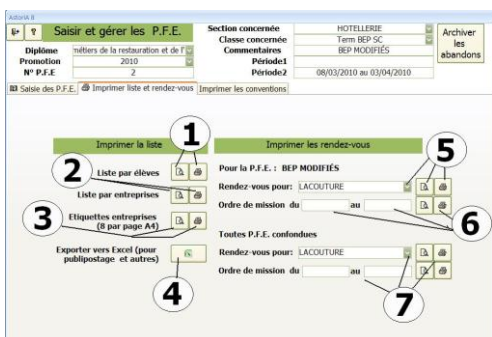 ActoriA 8
Saisir et gérer les P.F.E.
Diplôme métiers de la restauration et de l'
Promotion 2010
N° P.F.E 2
Section concernée HOTELLERIE
Classe concernée Term BEP SC
Commentaires BEP MODIFIÉS
Période1
Période2 08/03/2010 au 03/04/2010
Archiver
les
abandons
Saisie des P.F.E. Imprimer liste et rendez-vous Imprimer les conventions
Imprimer la liste
Liste par élèves
Liste par entreprises
Etiquettes entreprises
(8 par page A4)
Exporter vers Excel (pour
publipostage et autres)
1
2
3
4
Imprimer les rendez-vous
Pour la P.F.E. : BEP MODIFIÉS
Rendez-vous pour: LACOUTURE
Ordre de mission du au
Toutes P.F.E. confondues
Rendez-vous pour: LACOUTURE
Ordre de mission du au
5
6
7